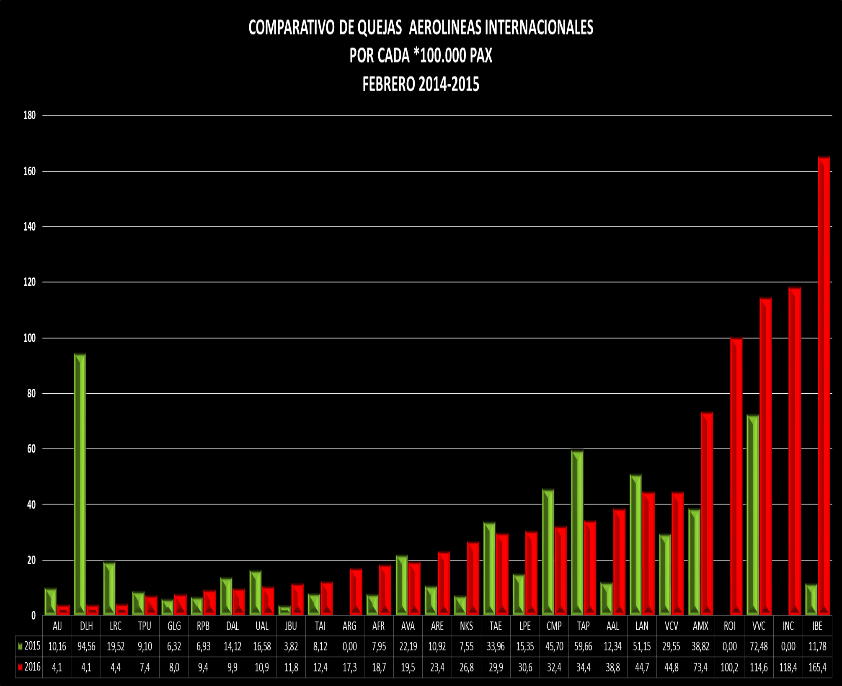 COMPARATIVO DE QUEJAS AEROLINEAS INTERNACIONALES
POR CADA *100.000 PAX
FEBRERO 2014-2015
180
160
140
120
100
80
60
40
20
0
AU DLH LRC TPU GLG RPB DAL UAL JBU TAI ARG AFR AVA ARE NKS TAE LPE CMP TAP AAL LAN VCV AMX ROI VVC INC IBE
2015 10,16 94,56 19,52 9,10 6,32 6,93 14,12 16,58 3,82 8,12 0,00 7,95 22,19 10,92 7,55 33,96 15,35 45,70 59,66 12,34 51,15 29,55 38,82 0,00 72,48 0,00 11,78
2016 4,1 4,1 4,4 7,4 8,0 9,4 9,9 10,9 11,8 12,4 17,3 18,7 19,5 23,4 26,8 29,9 30,6 32,4 34,4 38,8 44,7 44,8 73,4 100,2 114,6 118,4 165,4